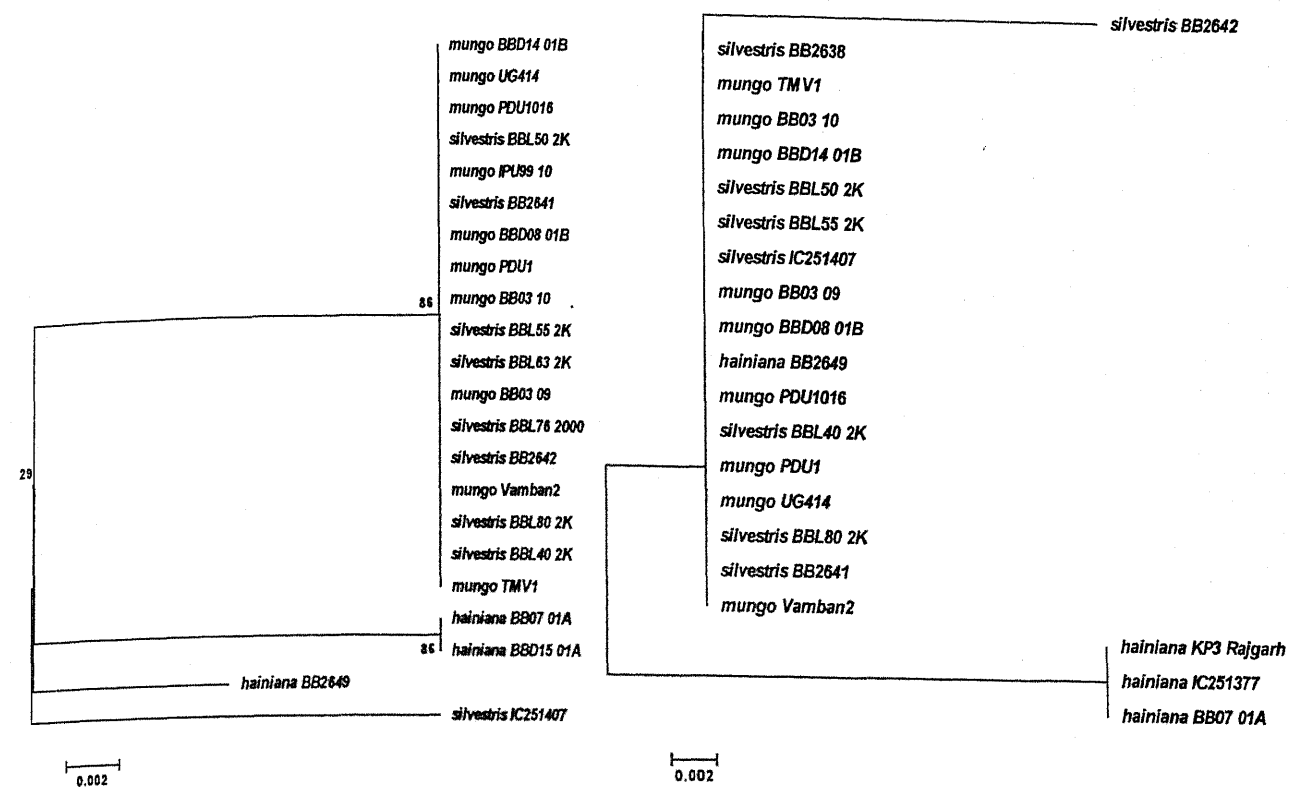 mungo BBD14 01B
mungo UG414
mungo PDU1016
silvestris BBL50 2K
mungo IPU99 10
silvestris BB2641
mungo BBD08 01B
mungo PDU1
86
mungo BB03 10
silvestris BBL55 2K
silvestris BBL63 2K
mungo BB03 09
silvestris BBL76 2000
silvestris BB2642
29
mungo Vamban2
silvestris BBL80 2K
silvestris BBL40 2K
mungo TMV1
hainiana BB07 01A
86
hainiana BBD15 01A
hainiana BB2649
silvestris IC251407
0.002
silvestris BB2642
silvestris BB2638
mungo TMV1
mungo BB03 10
mungo BBD14 01B
silvestris BBL50 2K
silvestris BBL55 2K
silvestris IC251407
mungo BB03 09
mungo BBD08 01B
hainiana BB2649
mungo PDU1016
silvestris BBL40 2K
mungo PDU1
mungo UG414
silvestris BBL80 2K
silvestris BB2641
mungo Vamban2
hainiana KP3 Rajgarh
hainiana IC251377
hainiana BB07 01A
0.002